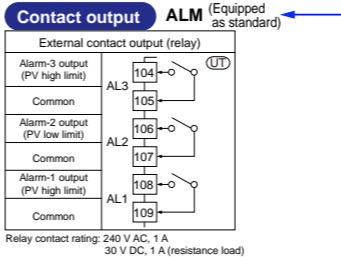 Contact output ALM (Equipped
as standard)
External contact output (relay)
UT
Alarm-3 output
(PV high limit)
104
AL3
Common
105
Alarm-2 output
(PV low limit)
106
AL2
Common
107
Alarm-1 output
(PV high limit)
108
AL1
Common
109
Relay contact rating: 240 V AC, 1 A
30 V DC, 1 A (resistance load)